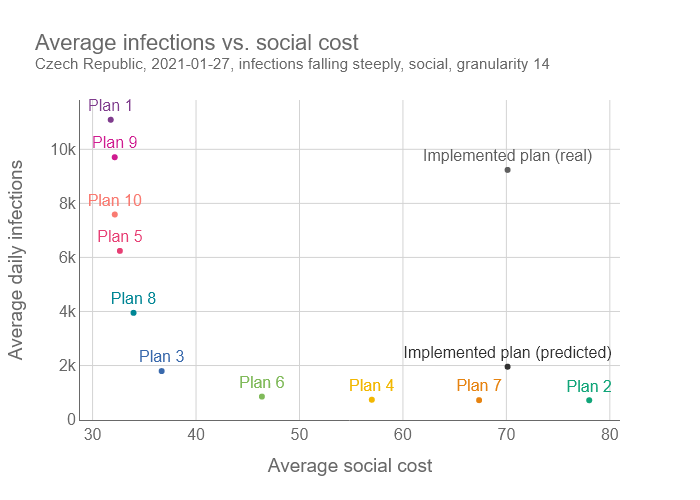 Average infections vs. social cost
Czech Republic, 2021-01-27, infections falling steeply, social, granularity 14
Plan 1
Plan 9
10k
Implemented plan (real)
Plan 10
8k
Plan 5
6k
Plan 8
4k
Plan 3
Implemented plan (predicted)
2k
Plan 6
Plan 4
Plan 7
Plan 2
0
30
40
50
60
70
80
Average social cost
Average daily infections